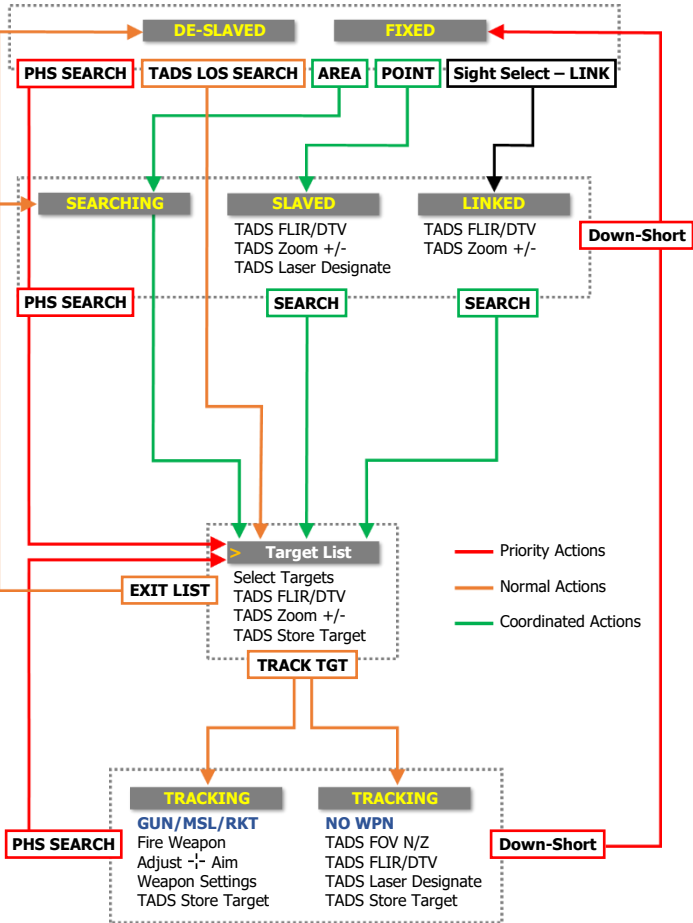 DE-SLAVED
FIXED
PHS SEARCH
TADS LOS SEARCH
AREA
POINT
Sight Select – LINK
SEARCHING
SLAVED
TADS FLIR/DTV
TADS Zoom +/-
TADS Laser Designate
LINKED
TADS FLIR/DTV
TADS Zoom +/-
Down-Short
PHS SEARCH
SEARCH
SEARCH
> Target List
Select Targets
TADS FLIR/DTV
TADS Zoom +/-
TADS Store Target
EXIT LIST
TRACK TGT
Priority Actions
Normal Actions
Coordinated Actions
TRACKING
GUN/MSL/RKT
Fire Weapon
Adjust -¦- Aim
Weapon Settings
TADS Store Target
TRACKING
NO WPN
TADS FOV N/Z
TADS FLIR/DTV
TADS Laser Designate
TADS Store Target
PHS SEARCH
Down-Short